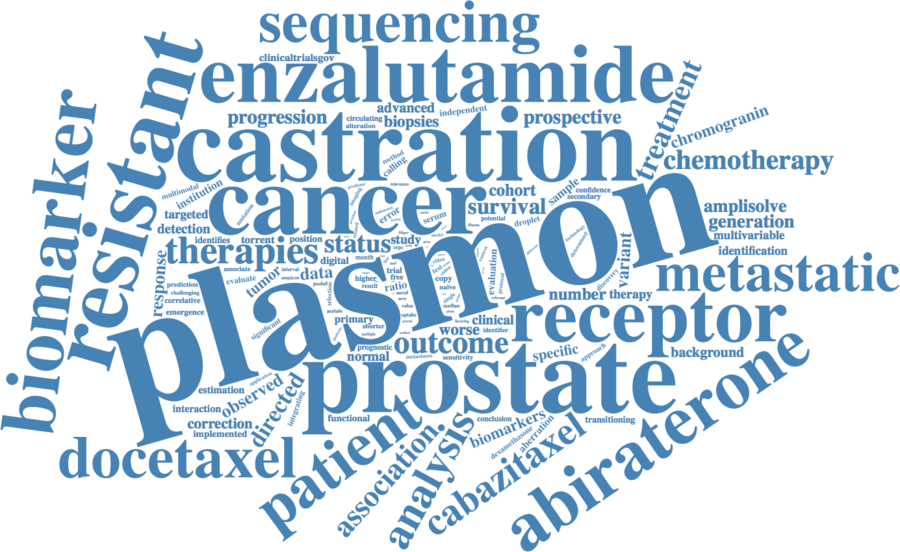 sequencing
clinicaltrialsgov
enzalutamide
resistant
biomarker
progression
circulating
alteration
advanced
biopsies
independent
prospective
treatment
chromogranin
castration
chemotherapy
method
calling
cancer
multimodal
institution
targeted
detection
cohort
survival
sample
confidence
secondary
amplisolve
generation
multivariable
identification
error
serum
potential
droplet
technology
identifies
torrent
position
status
study
therapies
digital
month
plasmon
variant
discovery
metastatic
response
prediction
challenging
correlative
emergence
associate
evaluate
interval
tumor
data
selection
higher
result
trial
free
ratio
copy
naïve
evaluation
number
therapy
receptor
significant
primary
shorter
worse
clinical
identifier
outcome
prognostic
normal
metastases
sensitivity
specific
approach
background
prostate
estimation
application
observed
interaction
correction
implemented
directed
integrating
functional
conclusion
transitioning
biomarkers
dexamethasone
aberration
docetaxel
patient
association.
analysis
cabazitaxel
abiraterone